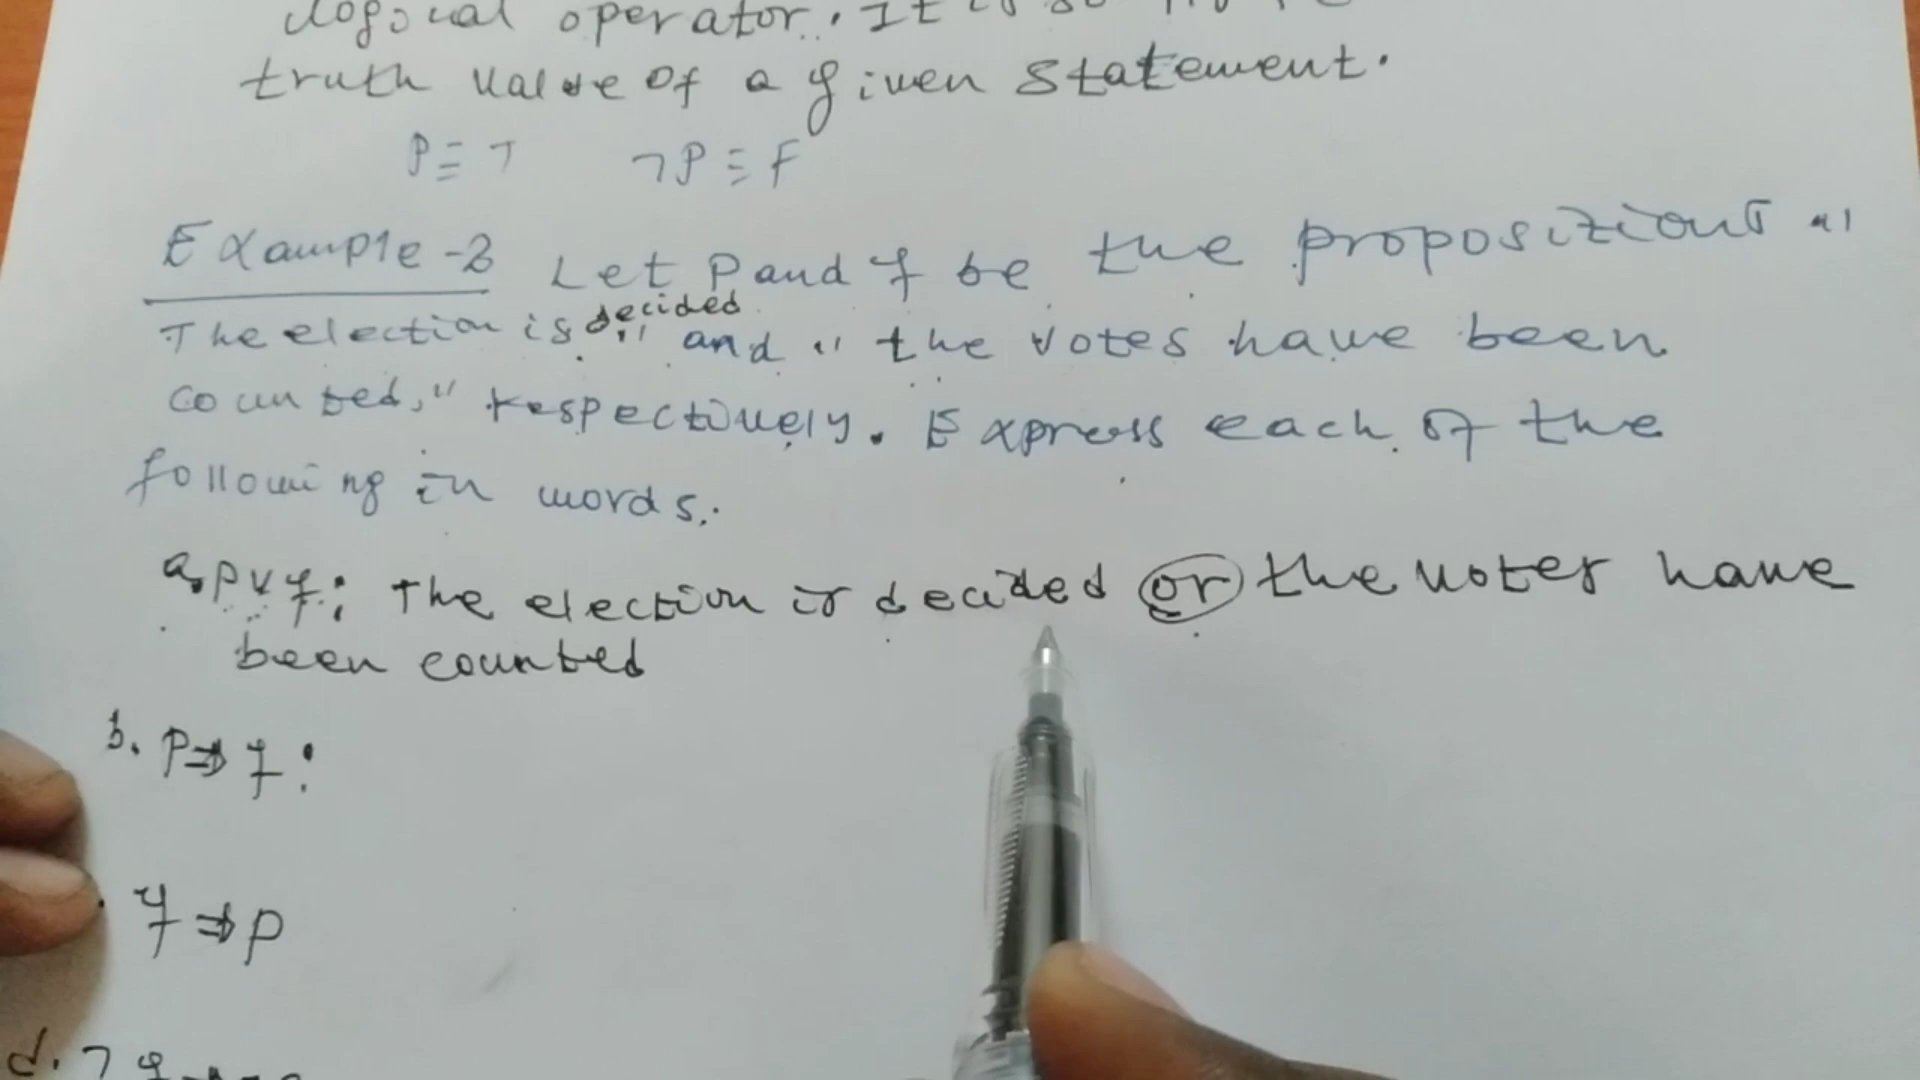 logical operator. It is
truth value of a given statement.
P ≡ T ¬P ≡ F
Example-2 Let P and q be the propositions "
The election is decided" and " the votes have been
counted," respectively. Express each of the
following in words.
a. p ∨ q: The election is decided or the votes have
been counted
b. P ⇒ q:
q ⇒ p
d. ¬q